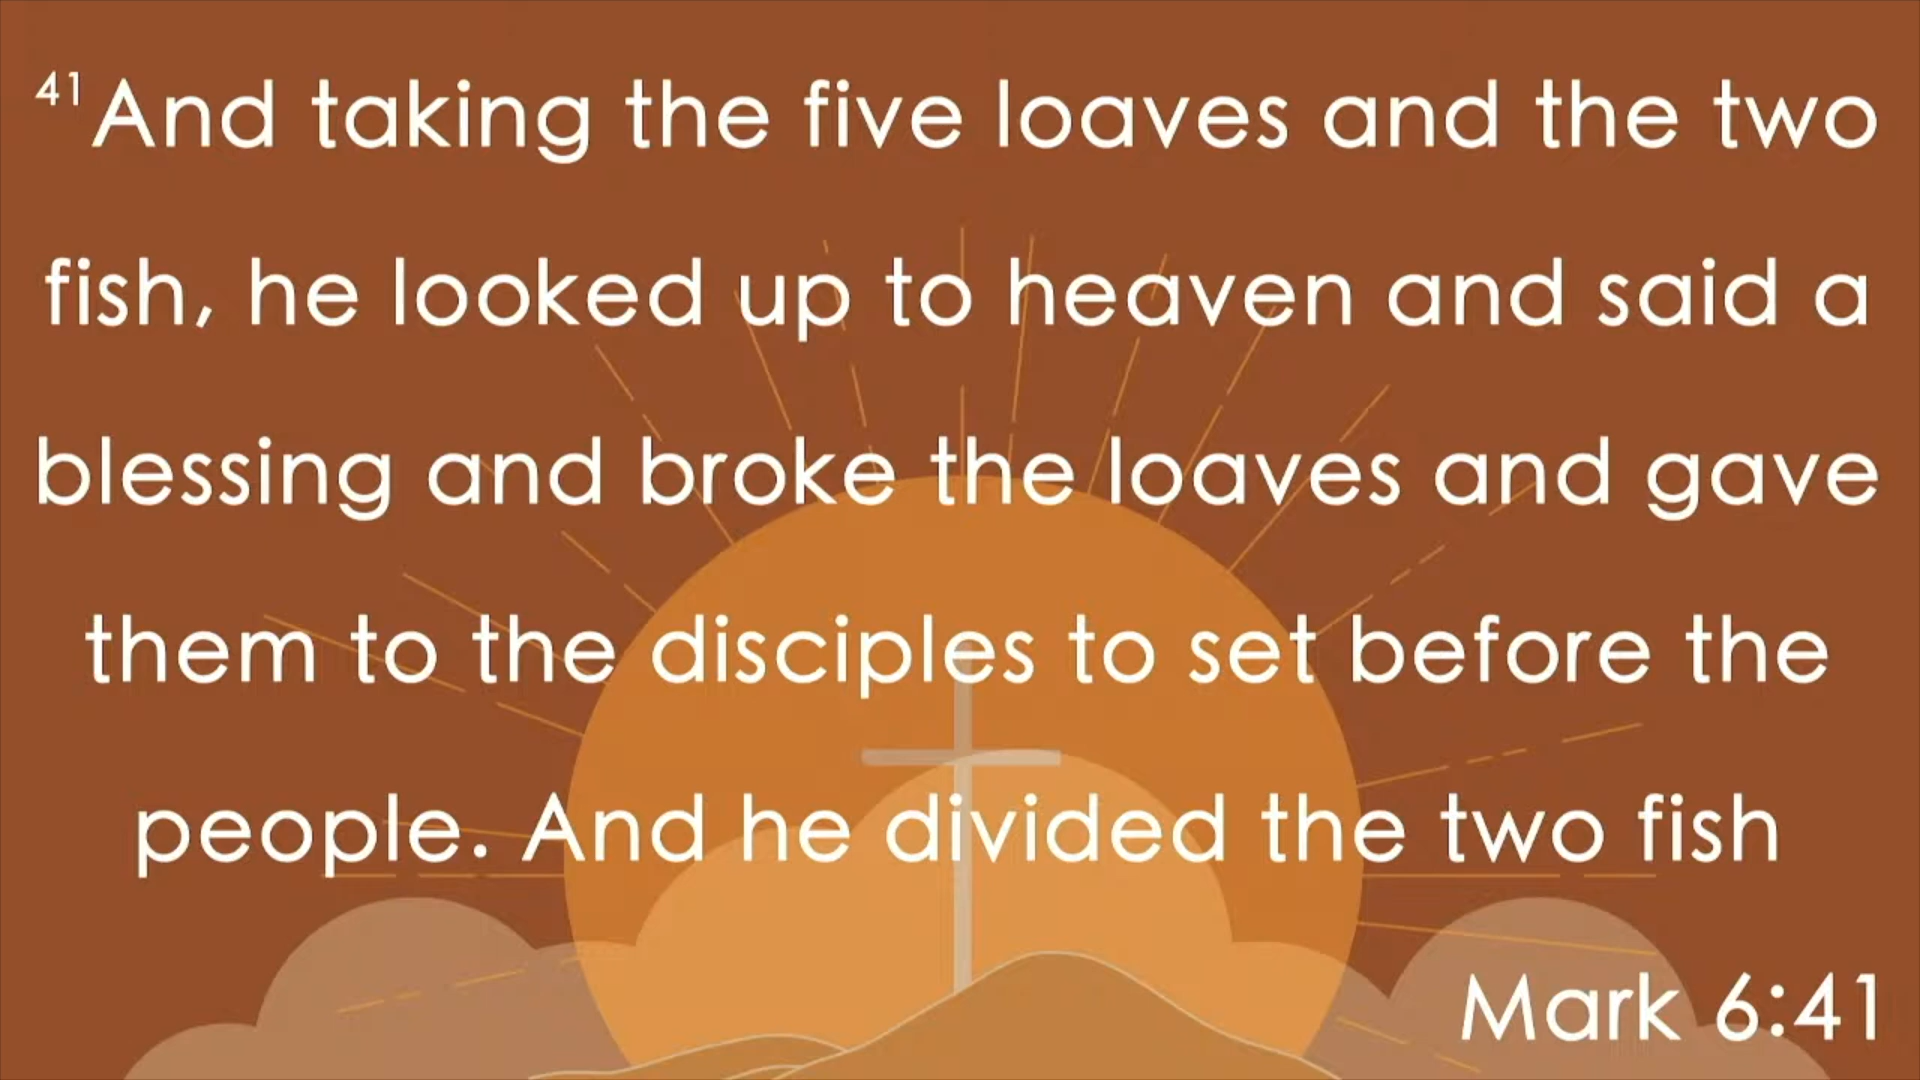 41And taking the five loaves and the two
fish, he looked up to heaven and said a
blessing and broke the loaves and gave
them to the disciples to set before the
people. And he divided the two fish
Mark 6:41